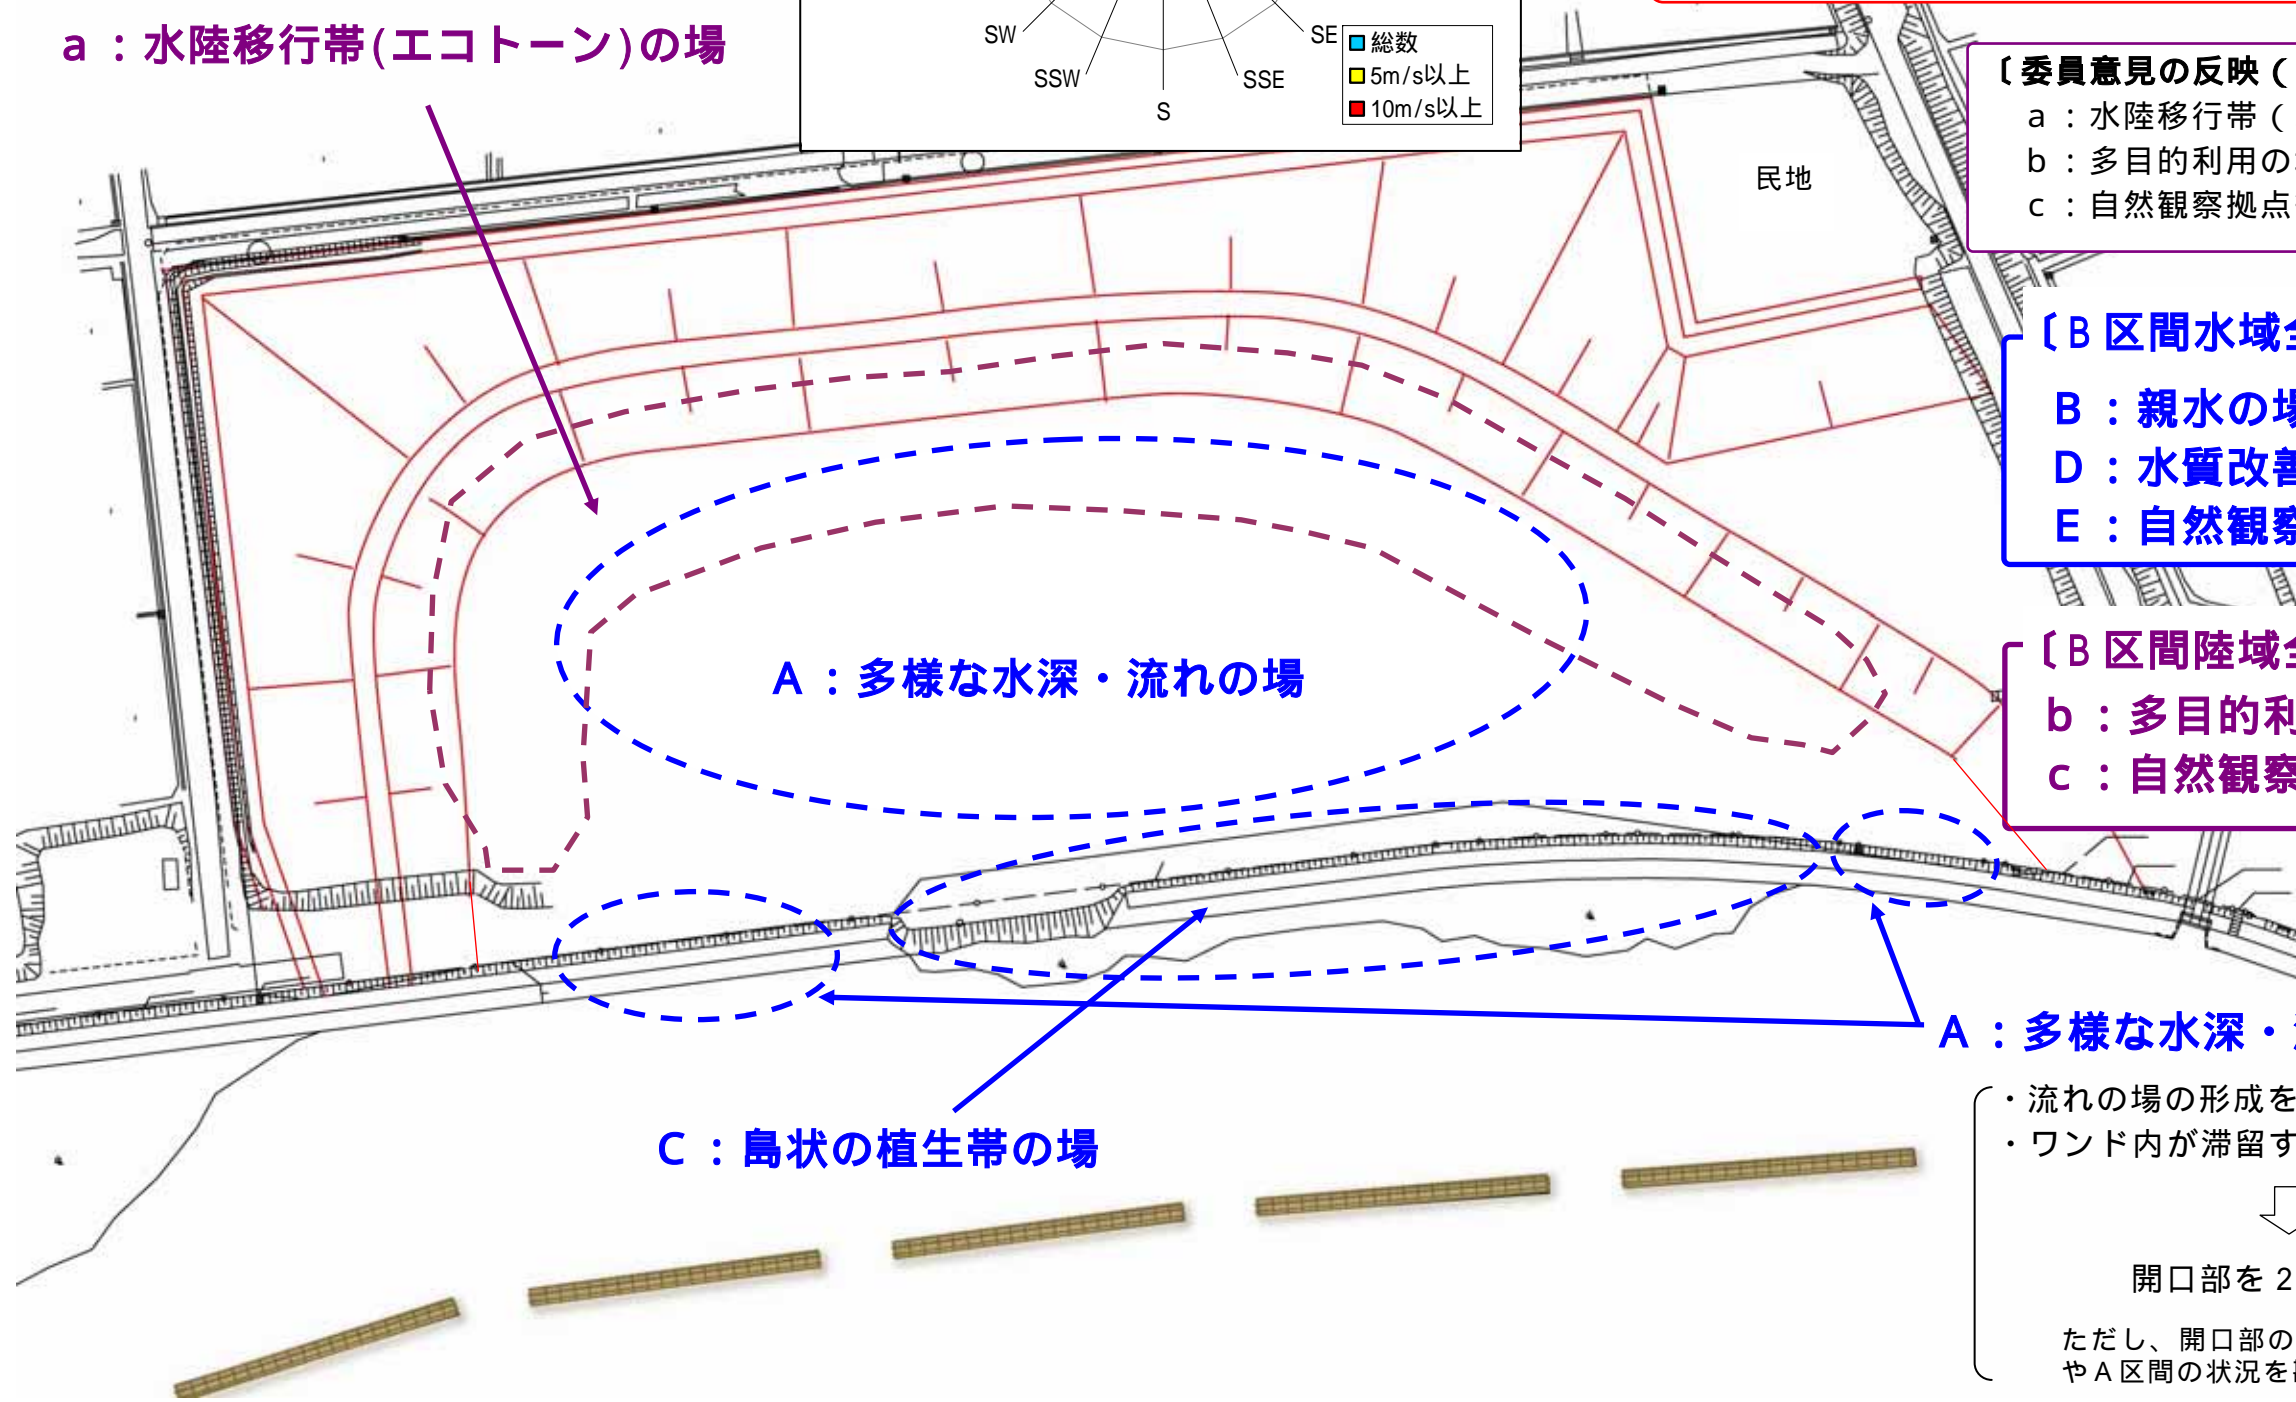 a：水陸移行帯(エコトーン)の場
SW
SSW
S
SSE
SE
総数
5m/s以上
10m/s以上
民地
〔委員意見の反映（
a：水陸移行帯（
b：多目的利用の
c：自然観察拠点
〔B区間水域全
B：親水の場
D：水質改善
E：自然観察
〔B区間陸域全
b：多目的利
c：自然観察
A：多様な水深・流れの場
A：多様な水深・
・流れの場の形成を
・ワンド内が滞留す
開口部を2
ただし、開口部の
やA区間の状況を
C：島状の植生帯の場